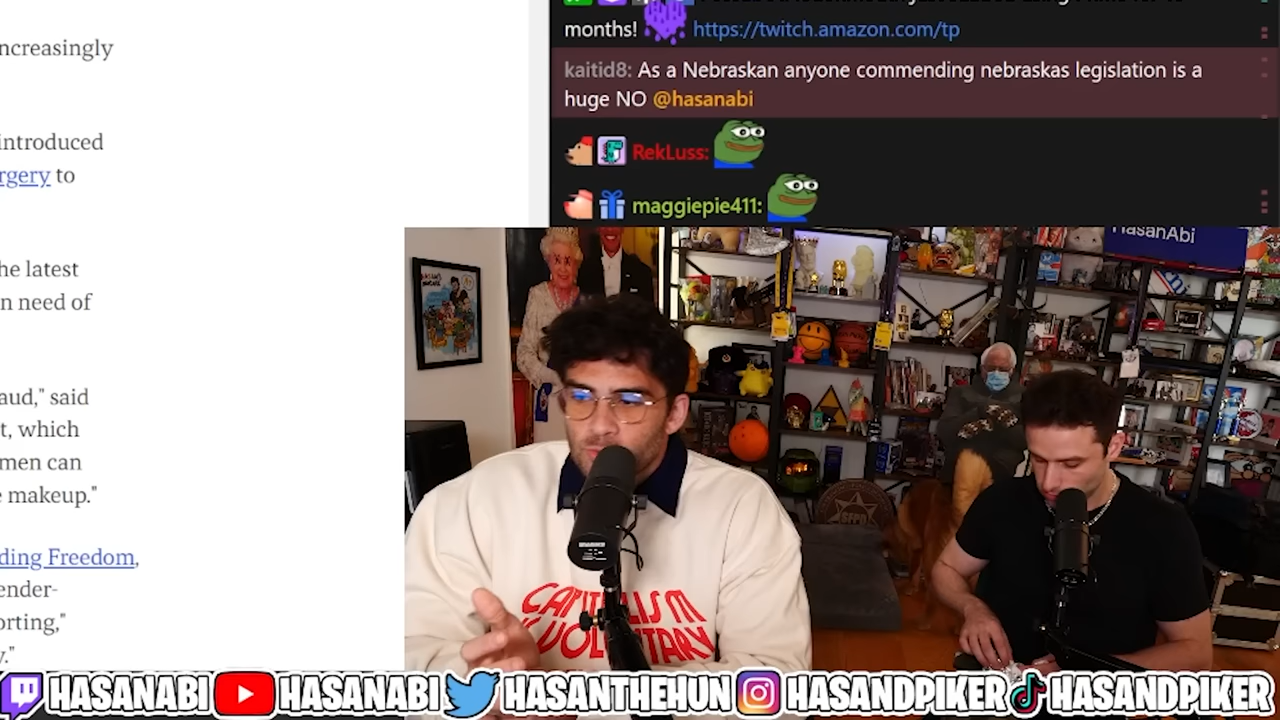 ncreasingly
introduced
rgery to
he latest
n need of
aud," said
t, which
men can
e makeup."
ding Freedom,
ender-
orting,"
y."
months! https://twitch.amazon.com/tp
kaitid8: As a Nebraskan anyone commending nebraskas legislation is a
huge NO @hasanabi
RekLuss:
maggiepie411:
HasanAbi
CAPITALISM
HASANABI HASANABI HASANTHEHUN HASANDPIKER HASANDPIKER